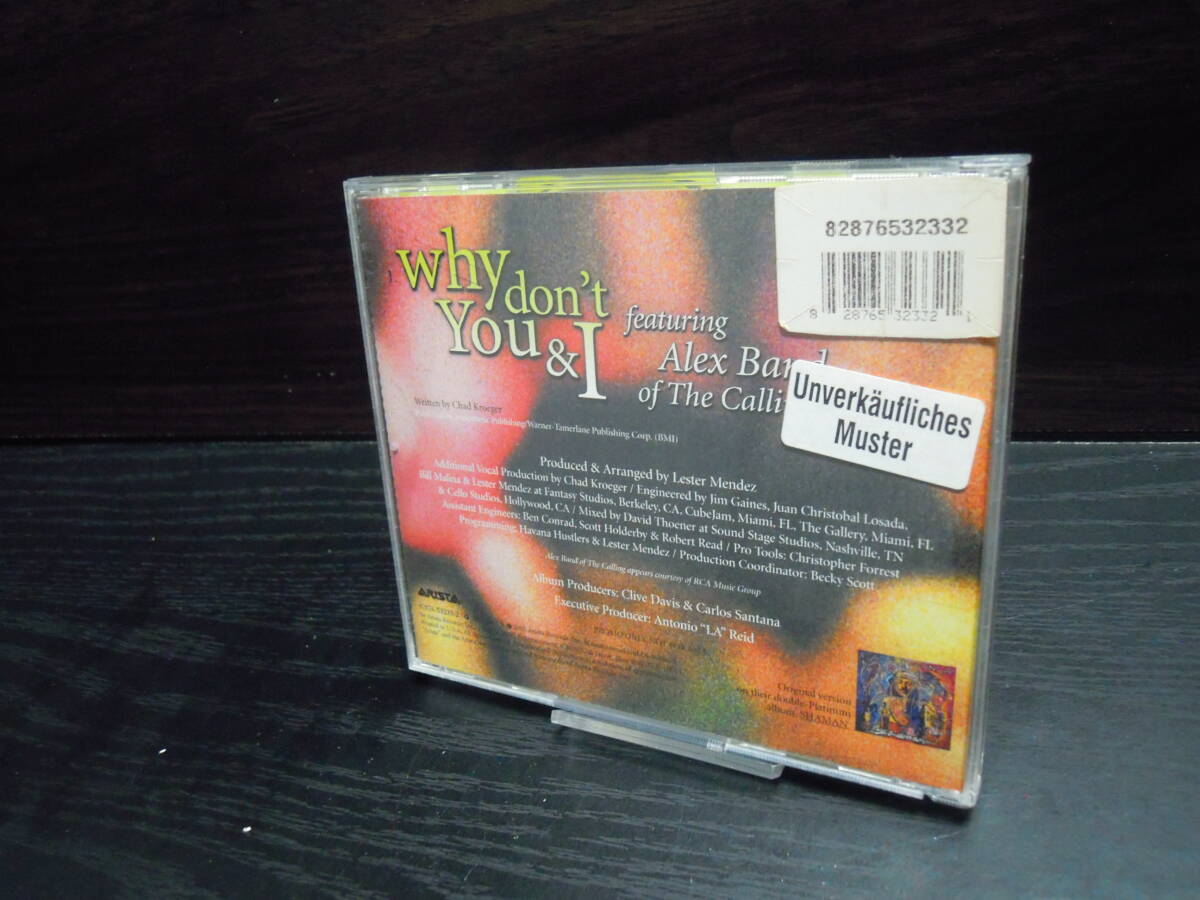 82876532332
8 28765 32332
why
don't
You
& I
featuring
Alex Band
of The Calli
Unverkäufliches
Muster
Written by Chad Kroeger
Publishing/Warner-Tamerlane Publishing Corp. (BMI)
Produced & Arranged by Lester Mendez
Additional Vocal Production by Chad Kroeger / Engineered by Jim Gaines, Juan Christobal Losada,
Bill Malina & Lester Mendez at Fantasy Studios, Berkeley, CA, CubeJam, Miami, FL, The Gallery, Miami, FL
& Cello Studios, Hollywood, CA / Mixed by David Thoener at Sound Stage Studios, Nashville, TN
Assistant Engineers: Ben Conrad, Scott Holderby & Robert Read / Pro Tools: Christopher Forrest
Programming: Havana Hustlers & Lester Mendez / Production Coordinator: Becky Scott
Alex Band of The Calling appears courtesy of RCA Music Group
Album Producers: Clive Davis & Carlos Santana
Executive Producer: Antonio "LA" Reid
ARISTA
Original version
on their double-Platinum
album, SHAMAN